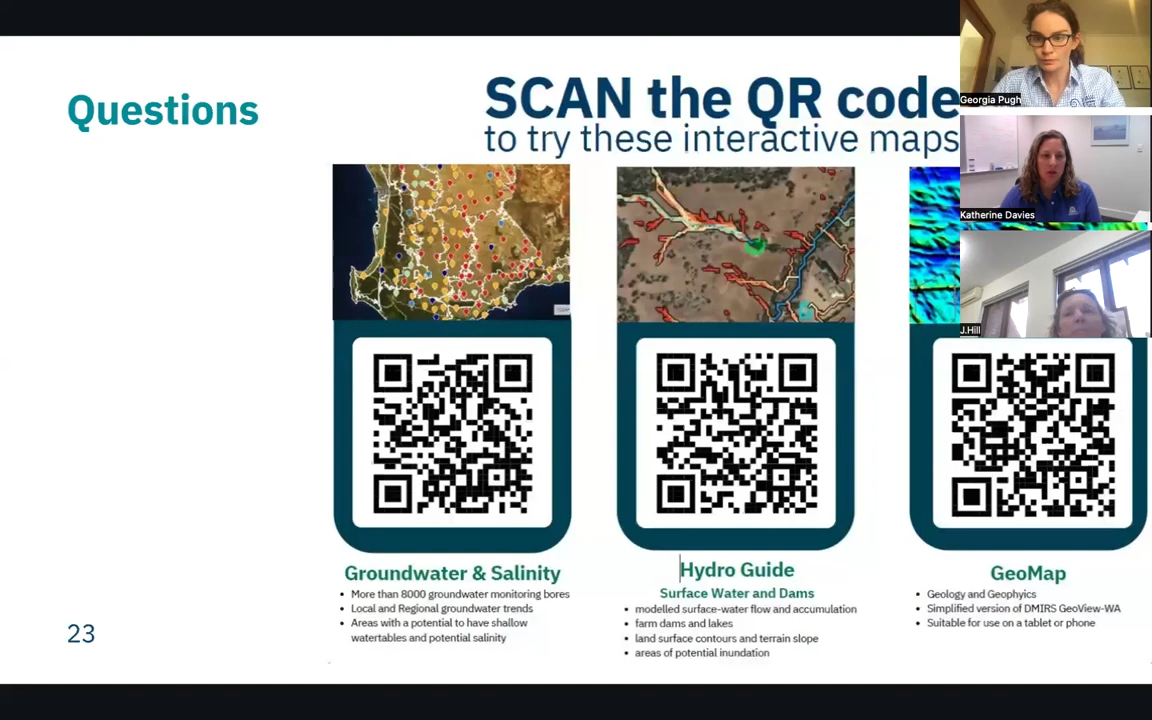 Questions
SCAN the QR code
to try these interactive maps
Georgia Pugh
Katherine Davies
J.Hill
Groundwater & Salinity
• More than 8000 groundwater monitoring bores
• Local and Regional groundwater trends
• Areas with a potential to have shallow
watertables and potential salinity
Hydro Guide
Surface Water and Dams
• modelled surface-water flow and accumulation
• farm dams and lakes
• land surface contours and terrain slope
• areas of potential inundation
GeoMap
• Geology and Geophyics
• Simplified version of DMIRS GeoView-WA
• Suitable for use on a tablet or phone
23